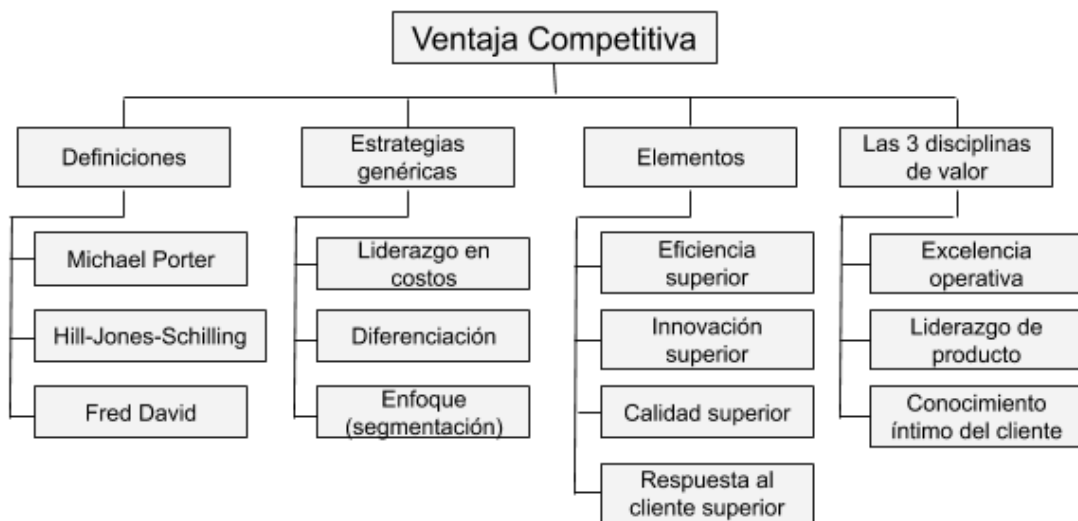 Ventaja Competitiva
Definiciones
Estrategias
genéricas
Elementos
Las 3 disciplinas
de valor
Michael Porter
Hill-Jones-Schilling
Fred David
Liderazgo en
costos
Diferenciación
Enfoque
(segmentación)
Eficiencia
superior
Innovación
superior
Calidad superior
Respuesta al
cliente superior
Excelencia
operativa
Liderazgo de
producto
Conocimiento
íntimo del cliente